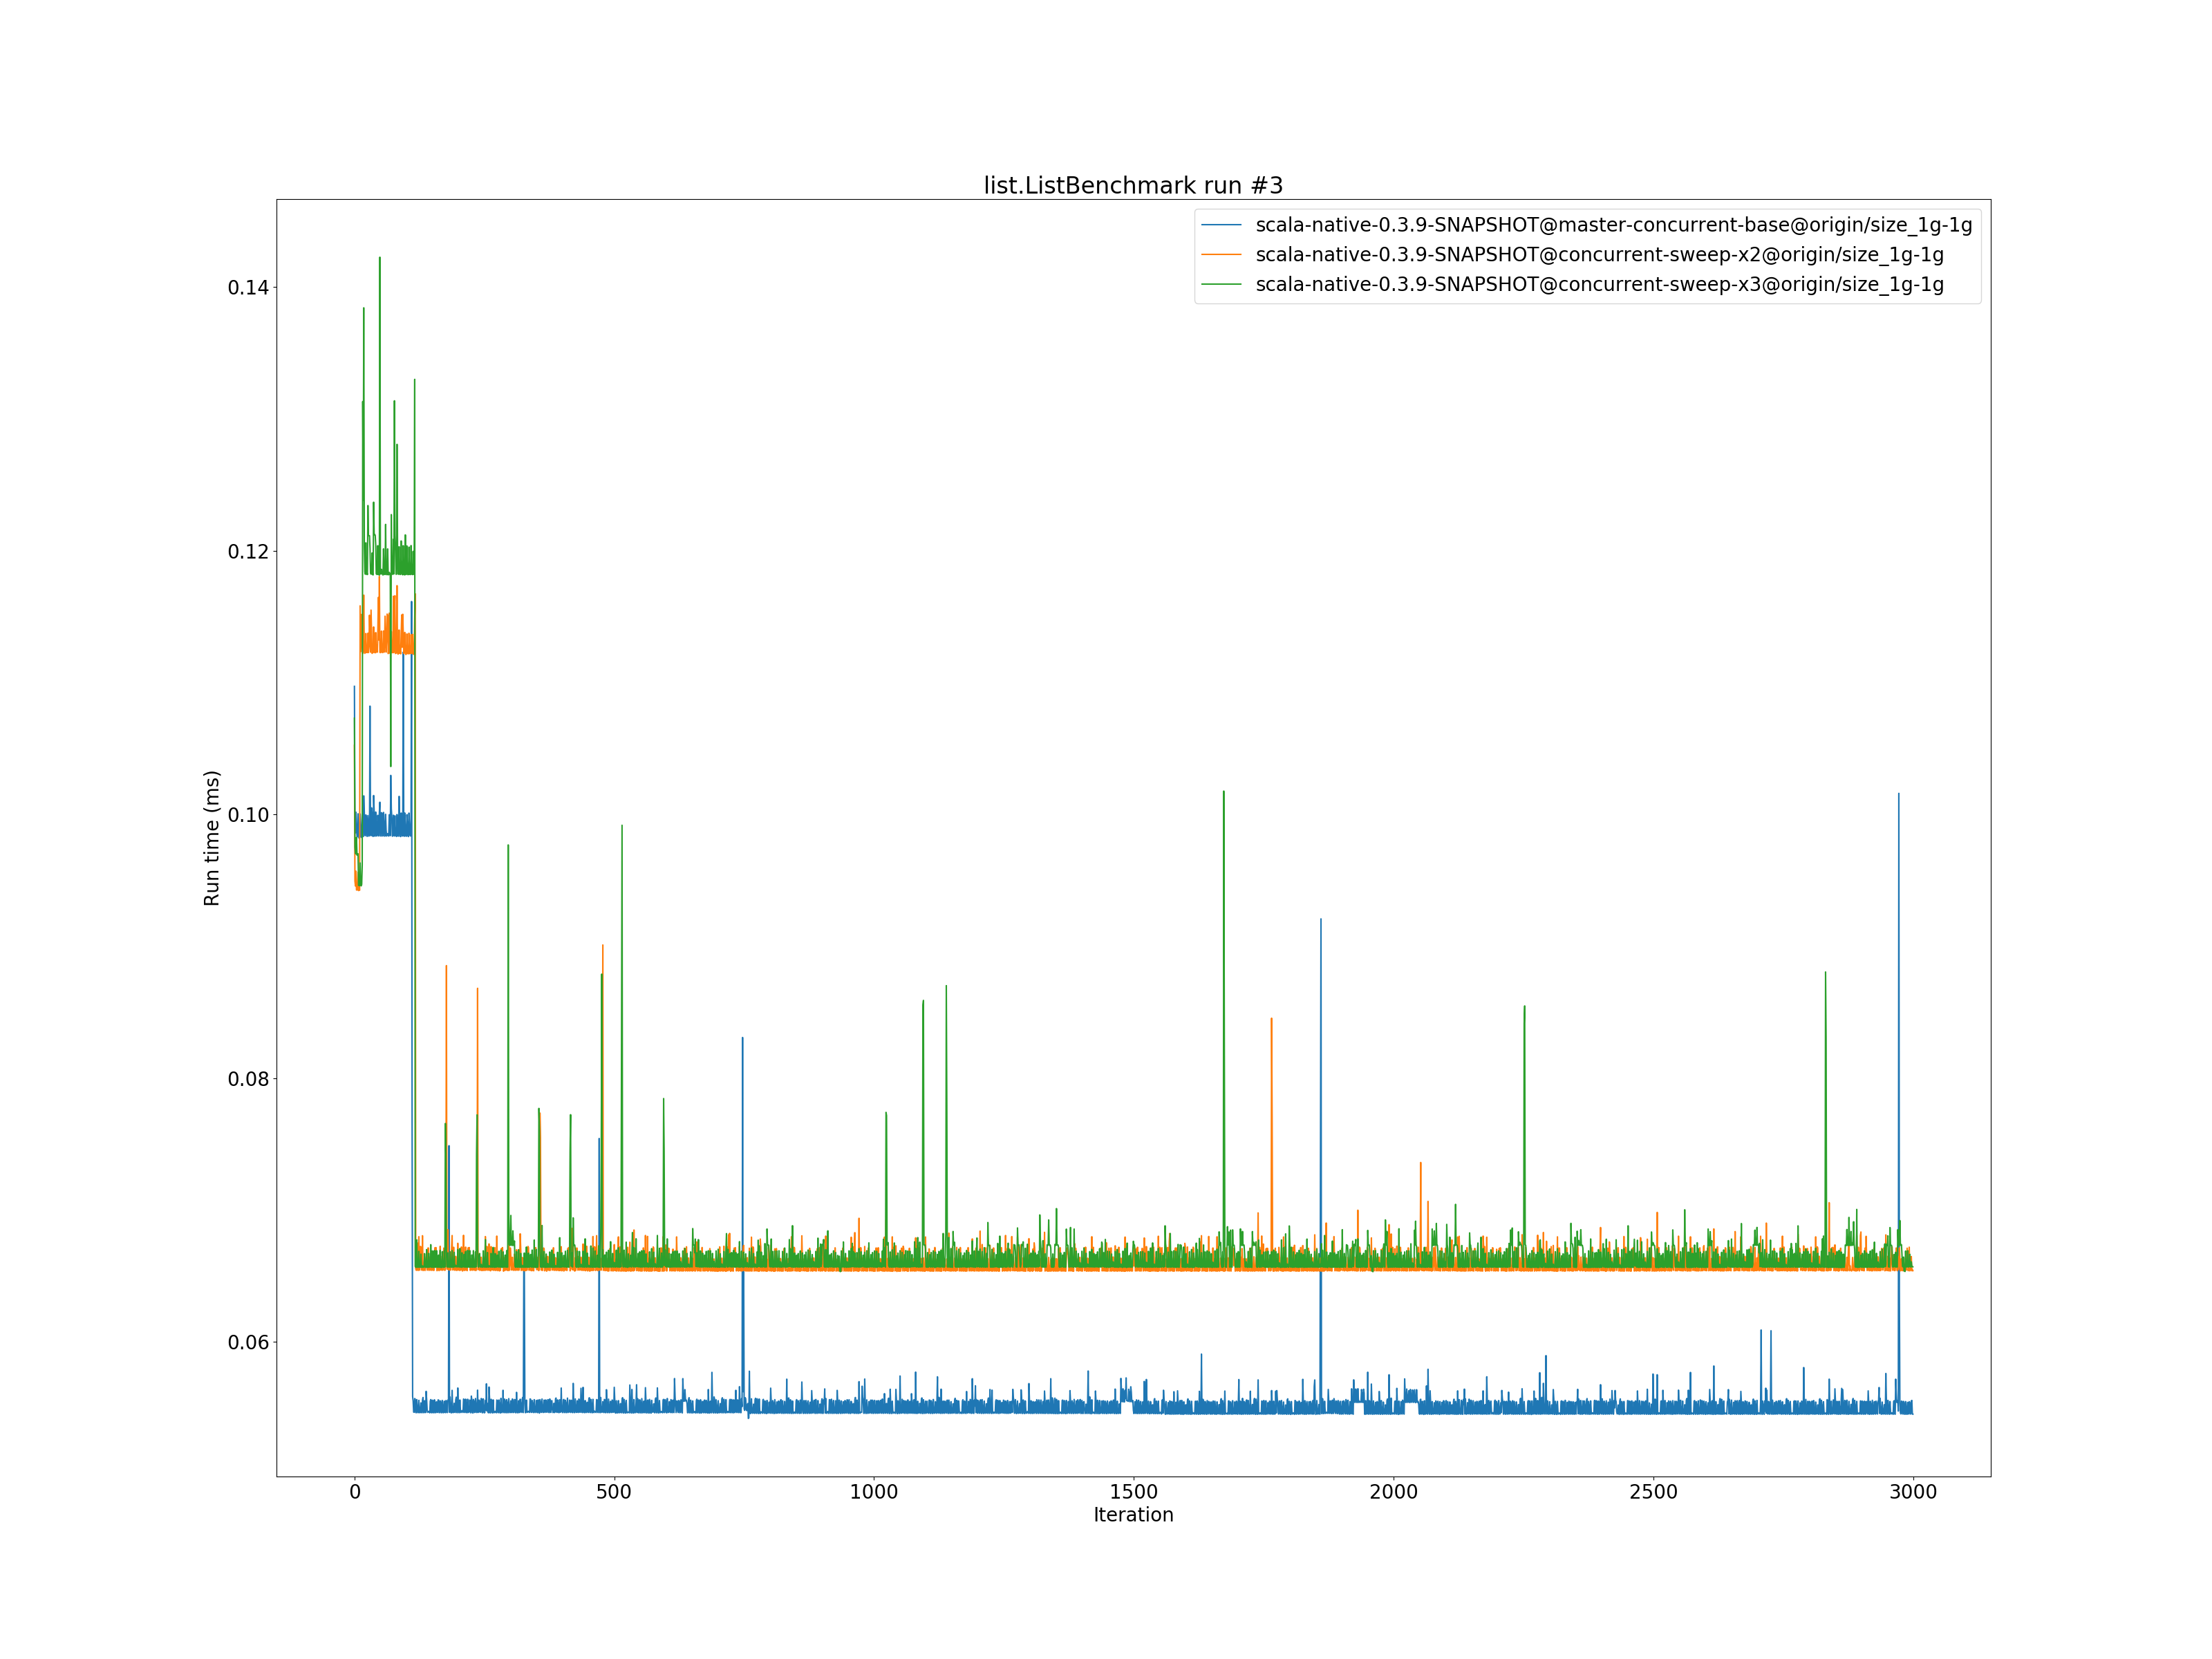 list.ListBenchmark run #3
scala-native-0.3.9-SNAPSHOT@master-concurrent-base@origin/size_1g-1g
scala-native-0.3.9-SNAPSHOT@concurrent-sweep-x2@origin/size_1g-1g
scala-native-0.3.9-SNAPSHOT@concurrent-sweep-x3@origin/size_1g-1g
0.14
0.12
0.10
0.08
0.06
Run time (ms)
0 500 1000 1500 2000 2500 3000
Iteration